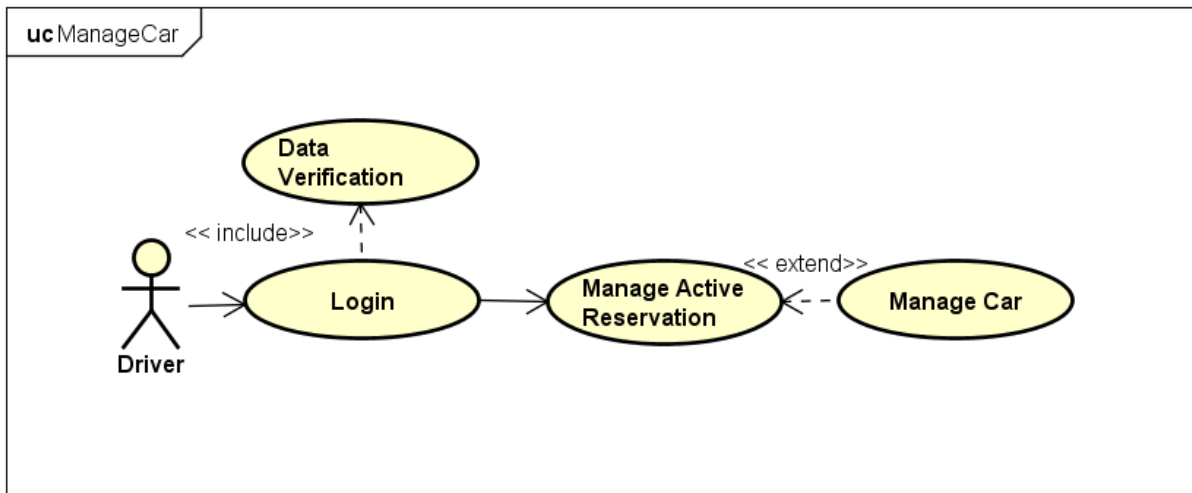 uc ManageCar
Data
Verification
<< include>>
<< extend>>
Login
Manage Active
Reservation
Manage Car
Driver